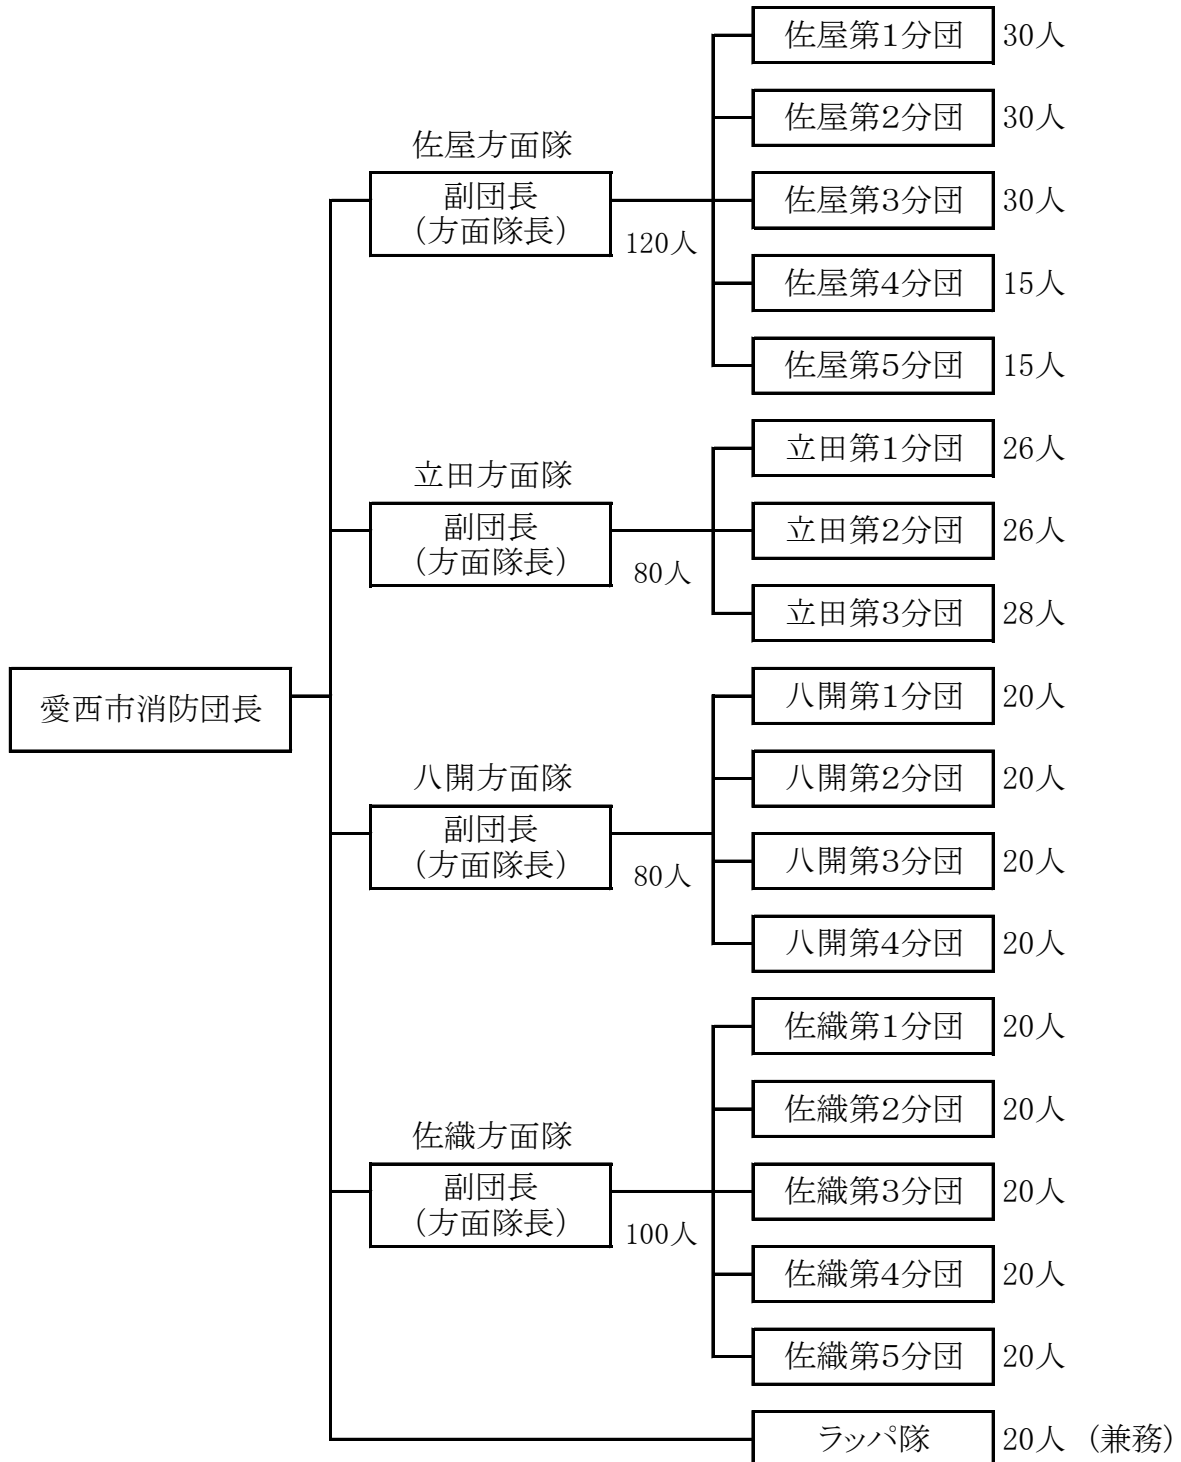 佐屋第1分団 30人
佐屋第2分団 30人
佐屋方面隊
副団長
(方面隊長)
120人
佐屋第3分団 30人
佐屋第4分団 15人
佐屋第5分団 15人
立田第1分団 26人
立田方面隊
副団長
(方面隊長)
80人
立田第2分団 26人
立田第3分団 28人
愛西市消防団長
八開第1分団 20人
八開第2分団 20人
八開方面隊
副団長
(方面隊長)
80人
八開第3分団 20人
八開第4分団 20人
佐織第1分団 20人
佐織第2分団 20人
佐織方面隊
副団長
(方面隊長)
100人
佐織第3分団 20人
佐織第4分団 20人
佐織第5分団 20人
ラッパ隊 20人 (兼務)